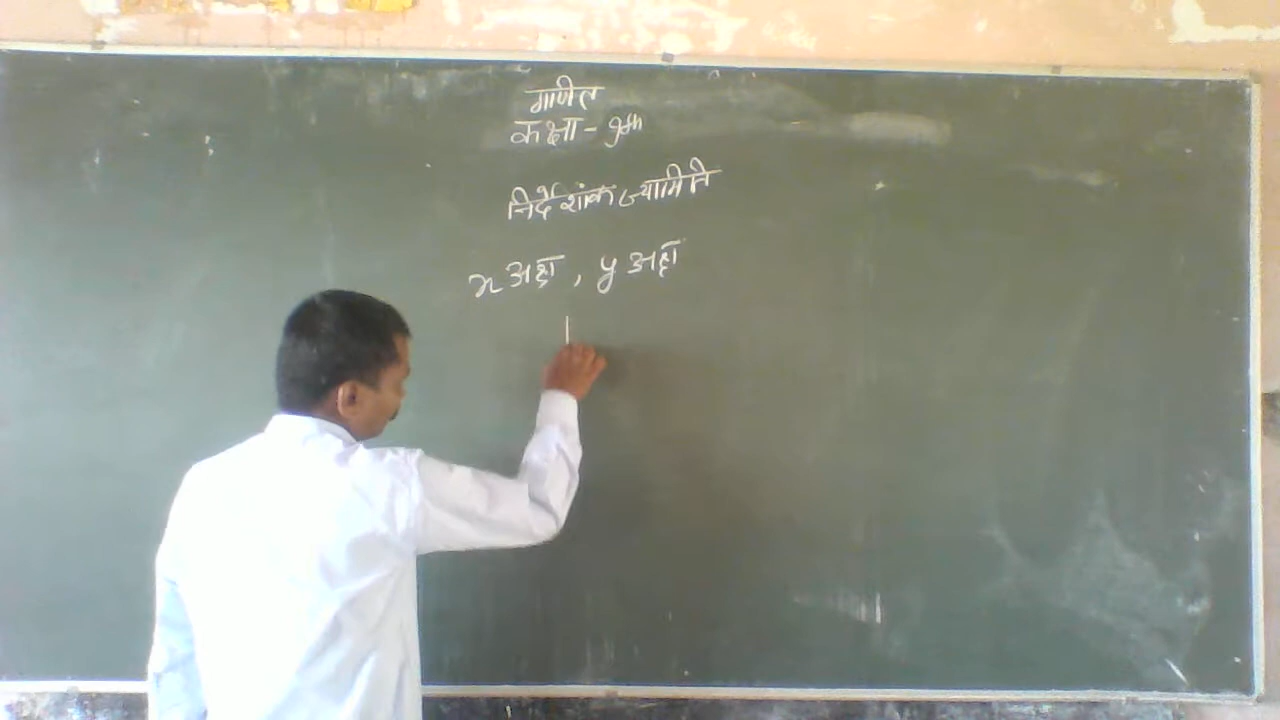 गणित
कक्षा - 9th
निर्देशांक ज्यामिति
x अक्ष , y अक्ष